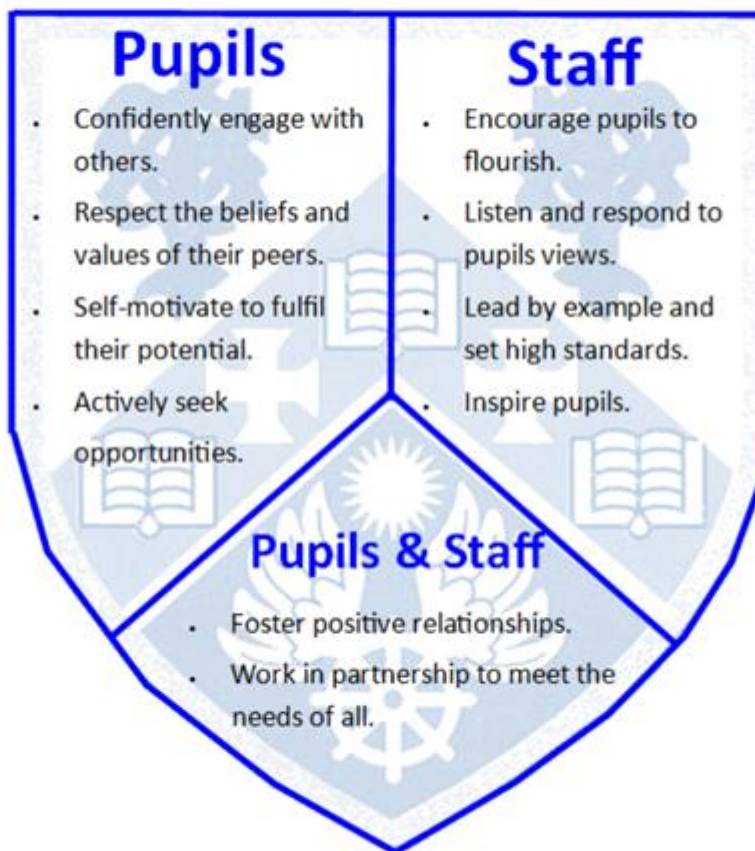 Pupils
• Confidently engage with
others.
• Respect the beliefs and
values of their peers.
• Self-motivate to fulfil
their potential.
• Actively seek
opportunities.
Staff
• Encourage pupils to
flourish.
• Listen and respond to
pupils views.
• Lead by example and
set high standards.
• Inspire pupils.
Pupils & Staff
• Foster positive relationships.
• Work in partnership to meet the
needs of all.